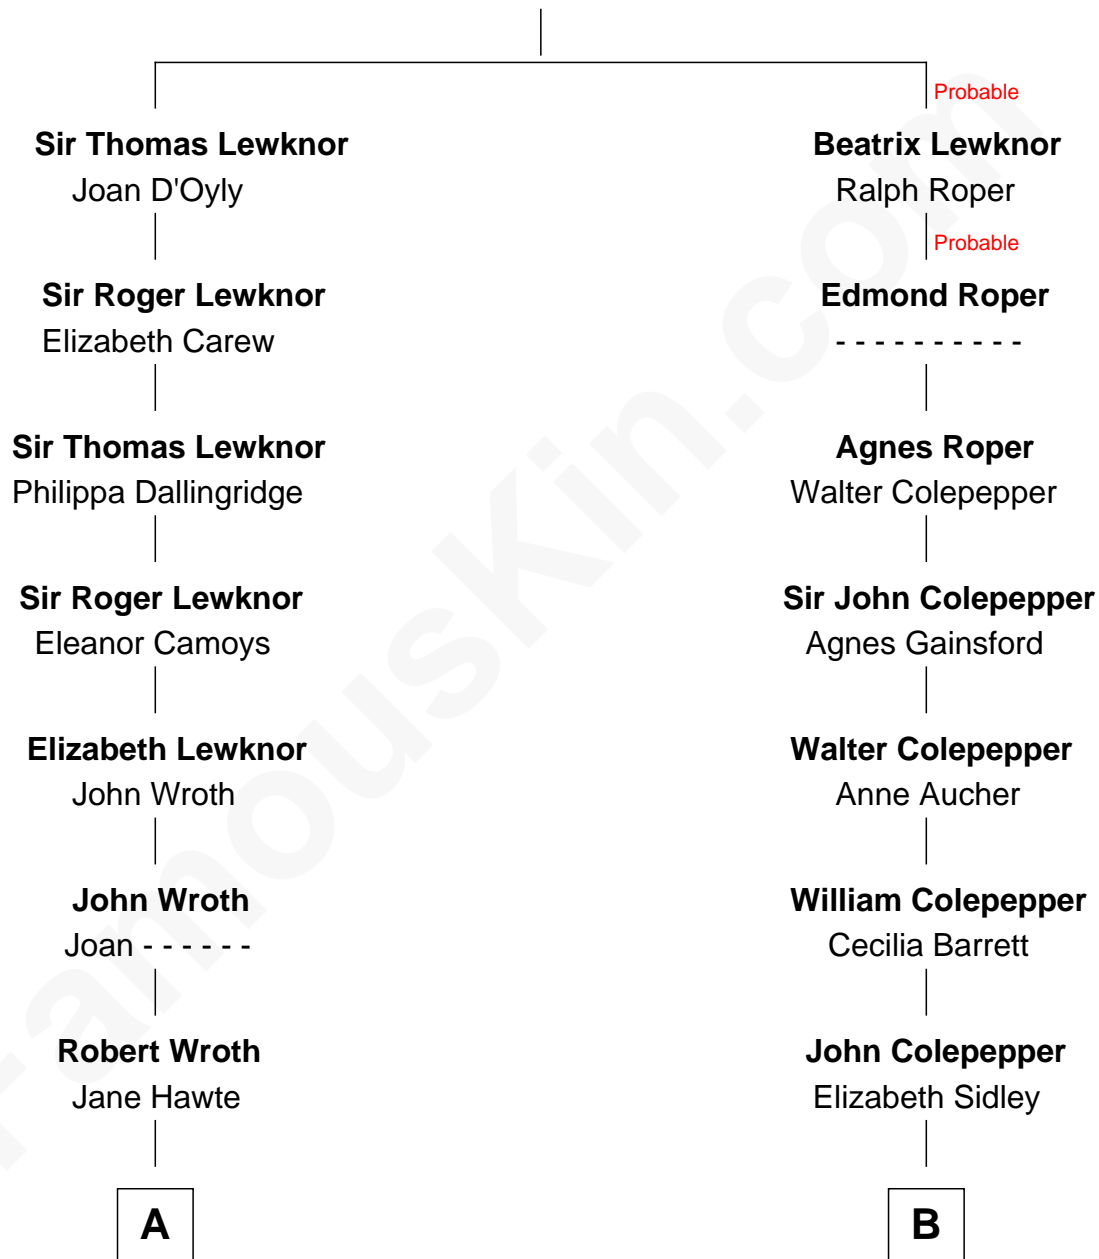 Probable
Sir Thomas Lewknor
Joan D'Oyly
Beatrix Lewknor
Ralph Roper
Probable
Sir Roger Lewknor
Elizabeth Carew
Edmond Roper
- - - - - - - - - -
Sir Thomas Lewknor
Philippa Dallingridge
Agnes Roper
Walter Colepepper
Sir Roger Lewknor
Eleanor Camoys
Sir John Colepepper
Agnes Gainsford
Elizabeth Lewknor
John Wroth
Walter Colepepper
Anne Aucher
John Wroth
Joan - - - - - -
William Colepepper
Cecilia Barrett
Robert Wroth
Jane Hawte
John Colepepper
Elizabeth Sidley
A
B
FamousKin.com